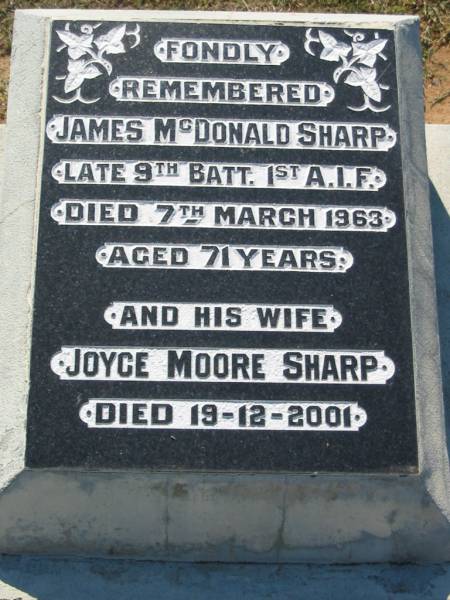 FONDLY
REMEMBERED
JAMES McDONALD SHARP
LATE 9TH BATT. 1ST A.I.F.
DIED 7TH MARCH 1963
AGED 71 YEARS.
AND HIS WIFE
JOYCE MOORE SHARP
DIED 19-12-2001